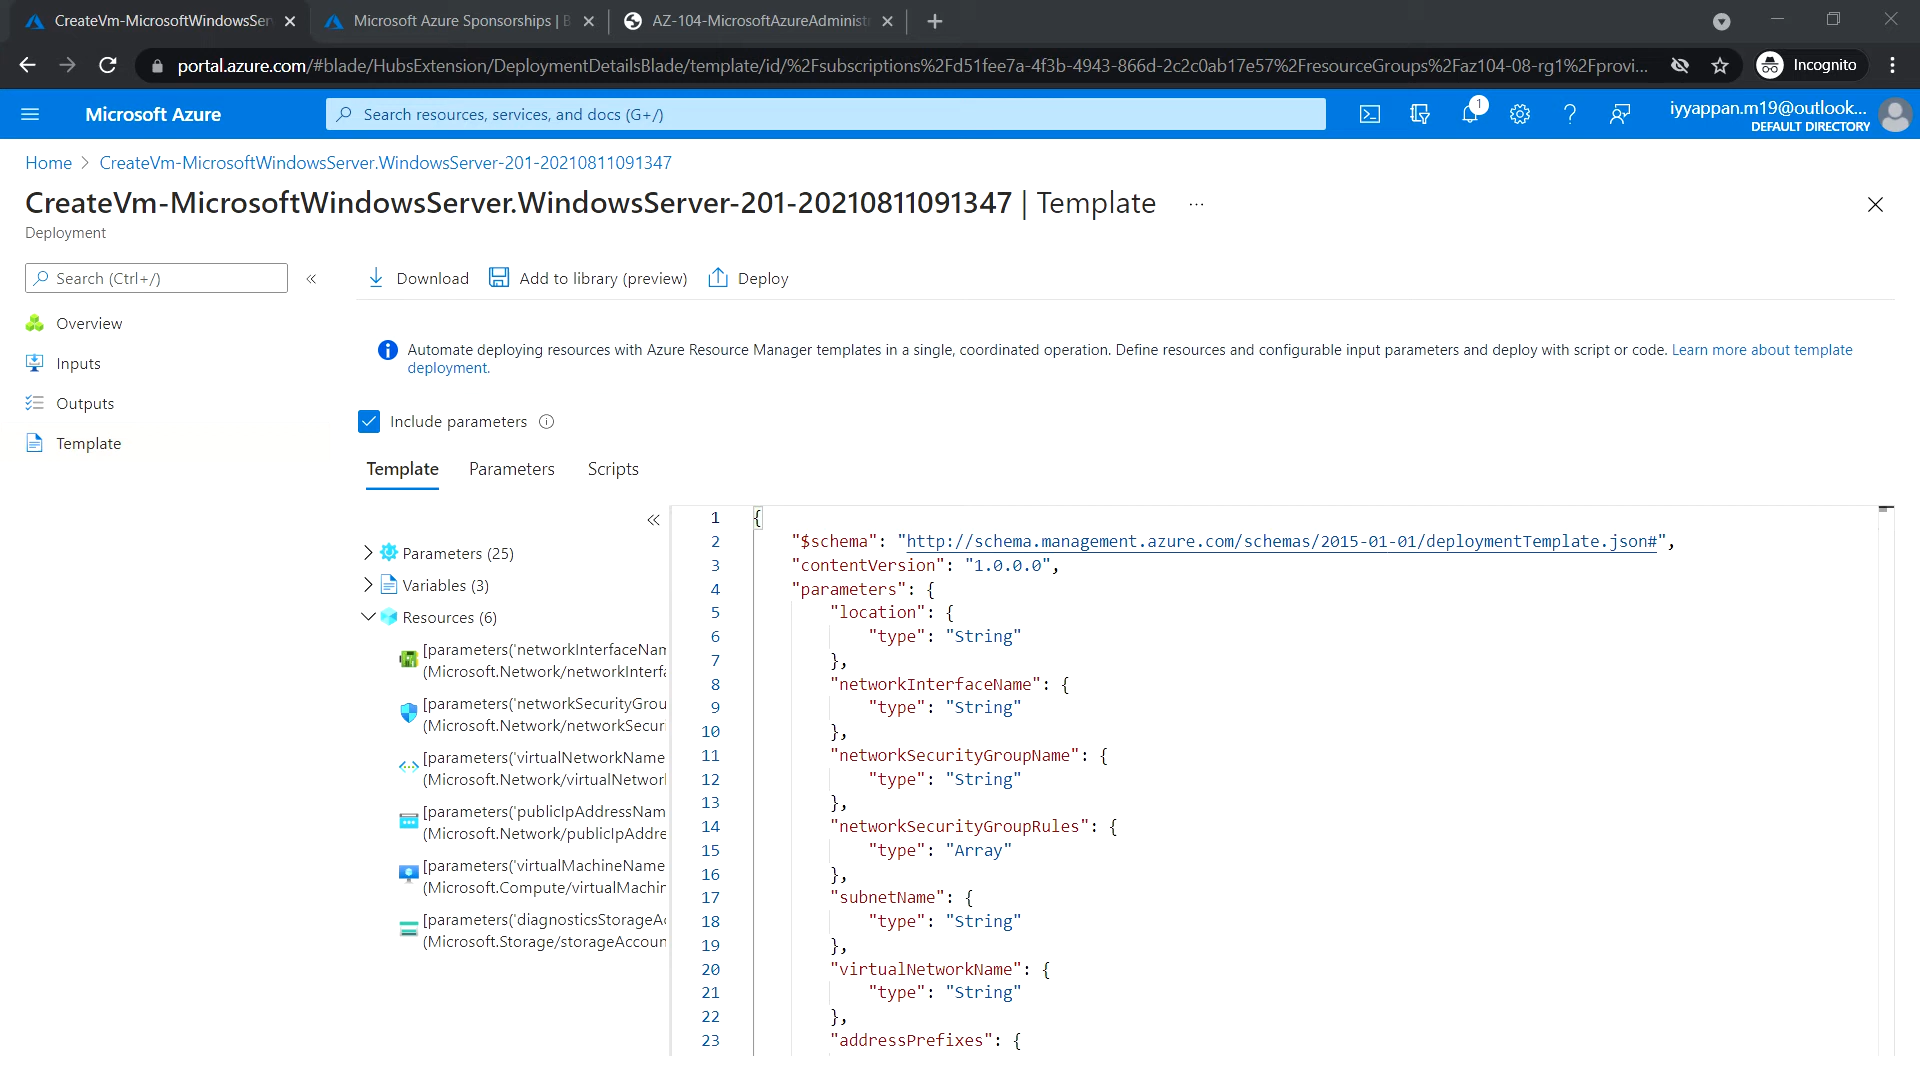 CreateVm-MicrosoftWindowsSer
Microsoft Azure Sponsorships | B
AZ-104-MicrosoftAzureAdminist
portal.azure.com/#blade/HubsExtension/DeploymentDetailsBlade/template/id/%2Fsubscriptions%2Fd51fee7a-4f3b-4943-866d-2c2c0ab17e57%2FresourceGroups%2Faz104-08-rg1%2Fprovi...
Incognito
Microsoft Azure
Search resources, services, and docs (G+/)
1
iyyappan.m19@outlook...
DEFAULT DIRECTORY
Home > CreateVm-MicrosoftWindowsServer.WindowsServer-201-20210811091347
CreateVm-MicrosoftWindowsServer.WindowsServer-201-20210811091347 | Template ...
Deployment
Search (Ctrl+/)
«
Download
Add to library (preview)
Deploy
Overview
Inputs
Outputs
Template
Automate deploying resources with Azure Resource Manager templates in a single, coordinated operation. Define resources and configurable input parameters and deploy with script or code. Learn more about template
deployment.
Include parameters
Template
Parameters
Scripts
«
Parameters (25)
Variables (3)
Resources (6)
[parameters('networkInterfaceNam
(Microsoft.Network/networkInterfa
[parameters('networkSecurityGrou
(Microsoft.Network/networkSecuri
[parameters('virtualNetworkName
(Microsoft.Network/virtualNetworl
[parameters('publicIpAddressNam
(Microsoft.Network/publicIpAddre
[parameters('virtualMachineName
(Microsoft.Compute/virtualMachin
[parameters('diagnosticsStorageAc
(Microsoft.Storage/storageAccoun
1 {
2 "$schema": "http://schema.management.azure.com/schemas/2015-01-01/deploymentTemplate.json#",
3 "contentVersion": "1.0.0.0",
4 "parameters": {
5 "location": {
6 "type": "String"
7 },
8 "networkInterfaceName": {
9 "type": "String"
10 },
11 "networkSecurityGroupName": {
12 "type": "String"
13 },
14 "networkSecurityGroupRules": {
15 "type": "Array"
16 },
17 "subnetName": {
18 "type": "String"
19 },
20 "virtualNetworkName": {
21 "type": "String"
22 },
23 "addressPrefixes": {